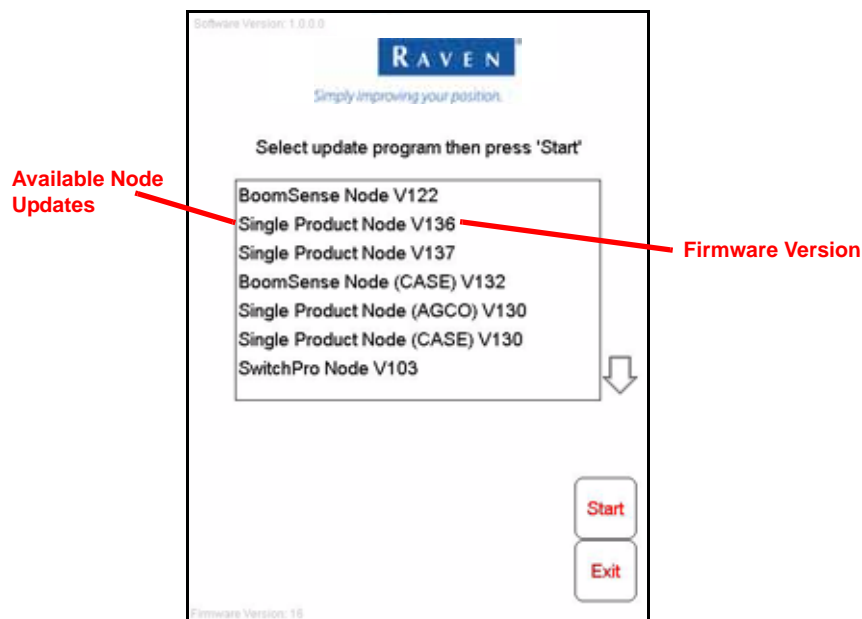 Software Version: 1.0.0.0
RAVEN
Simply improving your position.
Select update program then press 'Start'
Available Node
Updates
BoomSense Node V122
Single Product Node V136
Single Product Node V137
BoomSense Node (CASE) V132
Single Product Node (AGCO) V130
Single Product Node (CASE) V130
SwitchPro Node V103
Firmware Version
Start
Exit
Firmware Version: 16